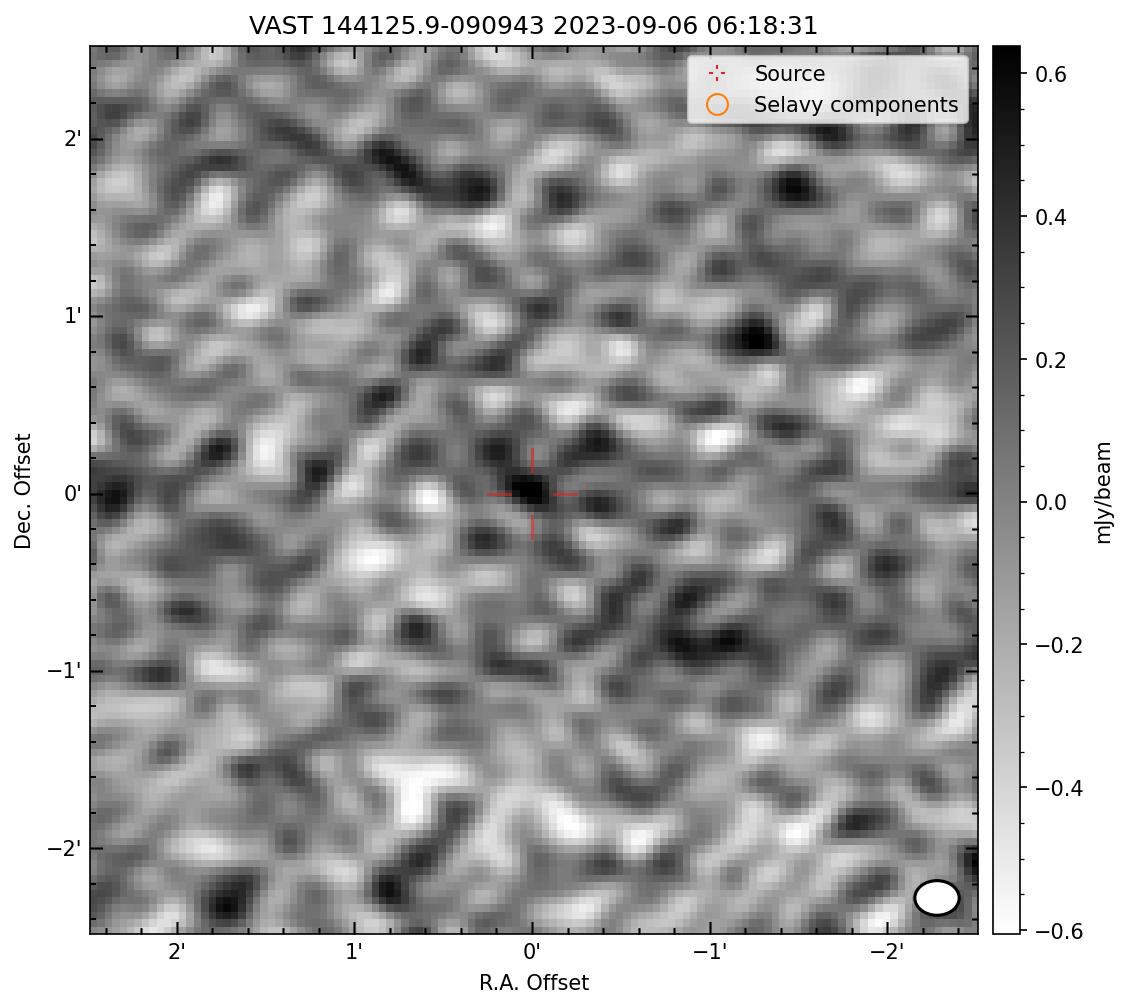 VAST 144125.9-090943 2023-09-06 06:18:31
Source
Selavy components
2'
1'
0'
−1'
−2'
Dec. Offset
2'
1'
0'
−1'
−2'
R.A. Offset
0.6
0.4
0.2
0.0
−0.2
−0.4
−0.6
mJy/beam